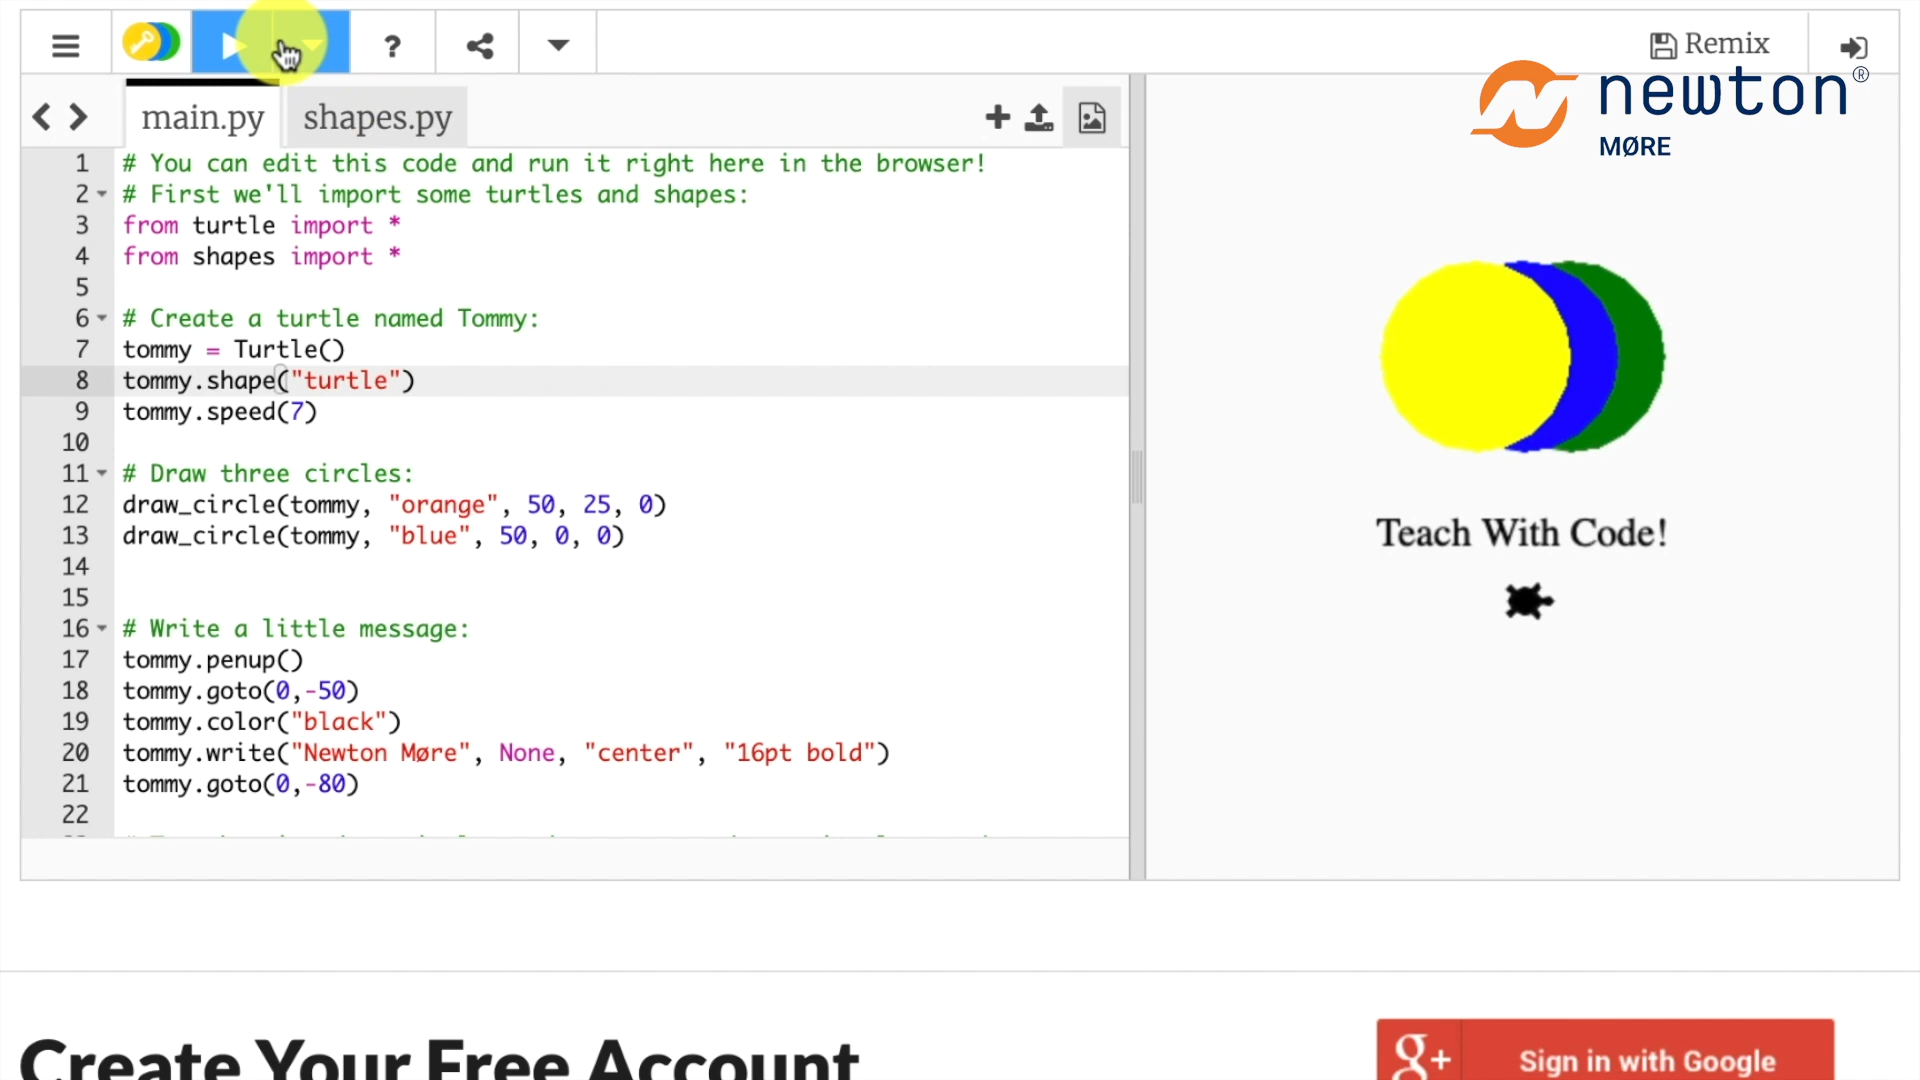 ?
Remix
newton®
MØRE
main.py
shapes.py
1 # You can edit this code and run it right here in the browser!
2 # First we'll import some turtles and shapes:
3 from turtle import *
4 from shapes import *
5
6 # Create a turtle named Tommy:
7 tommy = Turtle()
8 tommy.shape("turtle")
9 tommy.speed(7)
10
11 # Draw three circles:
12 draw_circle(tommy, "orange", 50, 25, 0)
13 draw_circle(tommy, "blue", 50, 0, 0)
14
15
16 # Write a little message:
17 tommy.penup()
18 tommy.goto(0,-50)
19 tommy.color("black")
20 tommy.write("Newton Møre", None, "center", "16pt bold")
21 tommy.goto(0,-80)
22
Teach With Code!
Create Your Free Account
g+ Sign in with Google